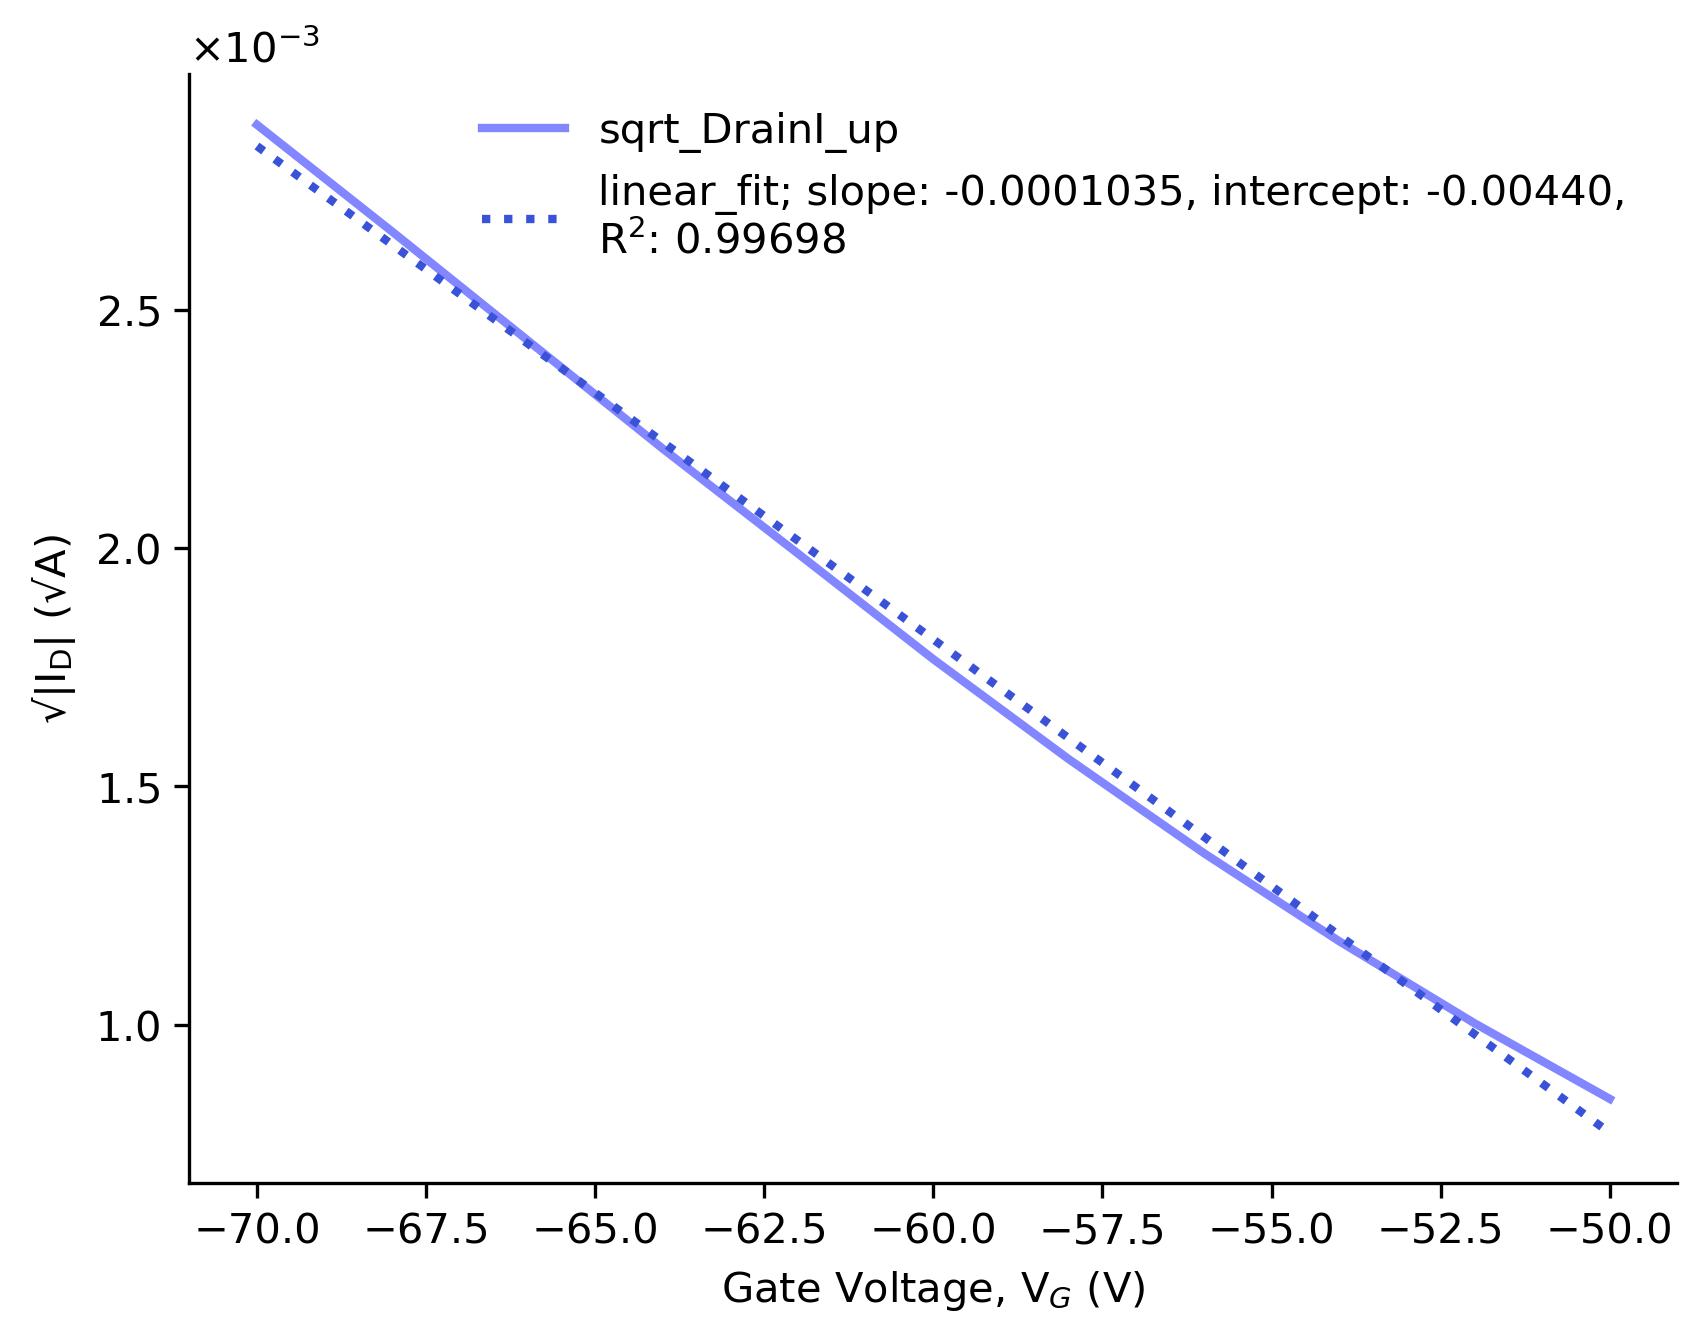 ×10⁻³
sqrt_DrainI_up
linear_fit; slope: -0.0001035, intercept: -0.00440,
R²: 0.99698
2.5
2.0
1.5
1.0
√|I_D| (√A)
−70.0 −67.5 −65.0 −62.5 −60.0 −57.5 −55.0 −52.5 −50.0
Gate Voltage, V_G (V)